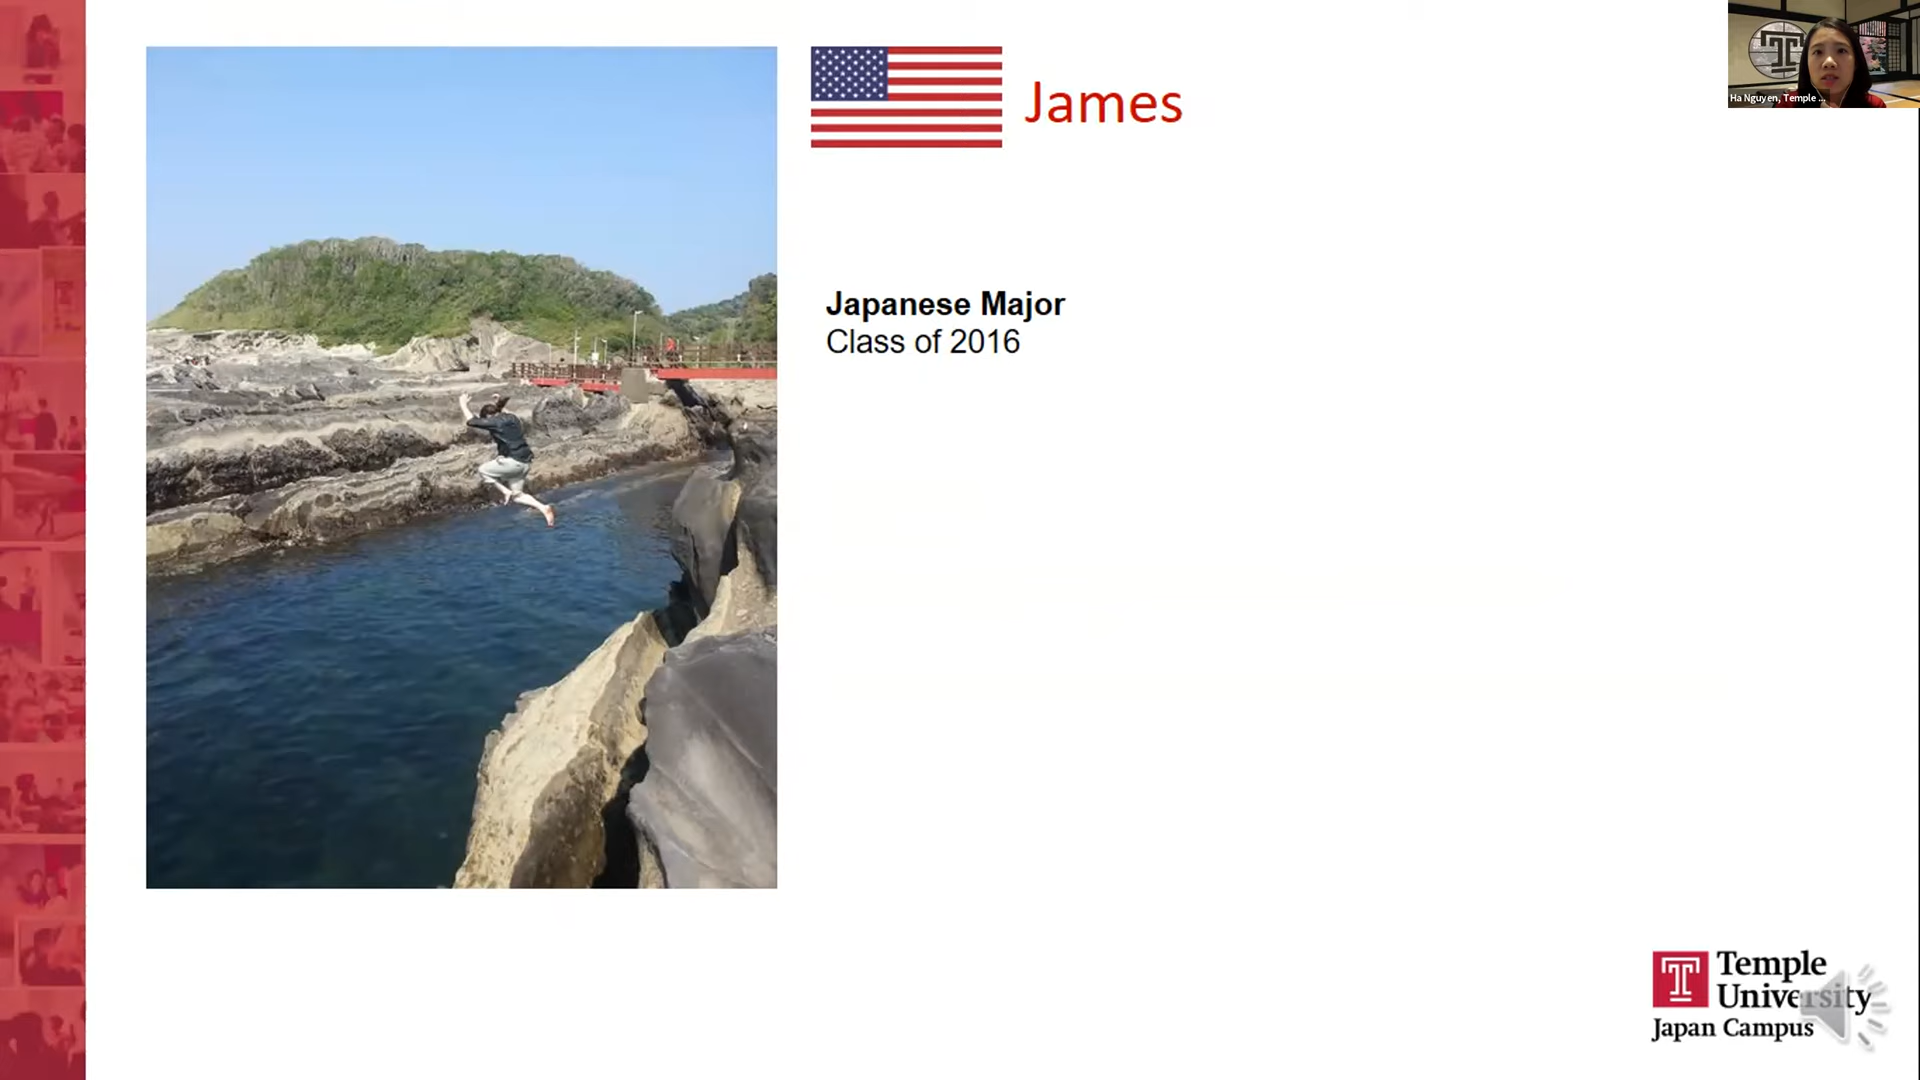 James
Japanese Major
Class of 2016
Ha Nguyen, Temple ...
Temple
University
Japan Campus